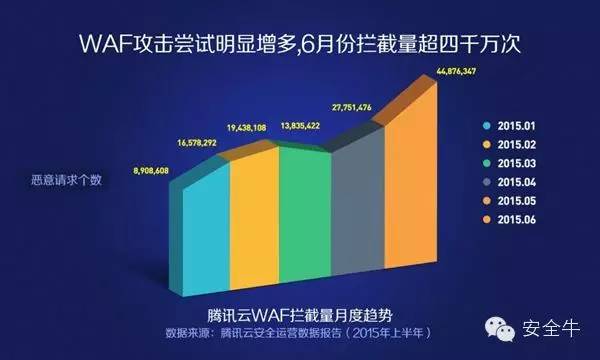 WAF攻击尝试明显增多,6月份拦截量超四千万次
44,876,347
27,751,476
19,438,108
16,578,292
13,835,422
8,908,608
恶意请求个数
2015.01
2015.02
2015.03
2015.04
2015.05
2015.06
腾讯云WAF拦截量月度趋势
数据来源：腾讯云安全运营数据报告（2015年上半年）
安全牛